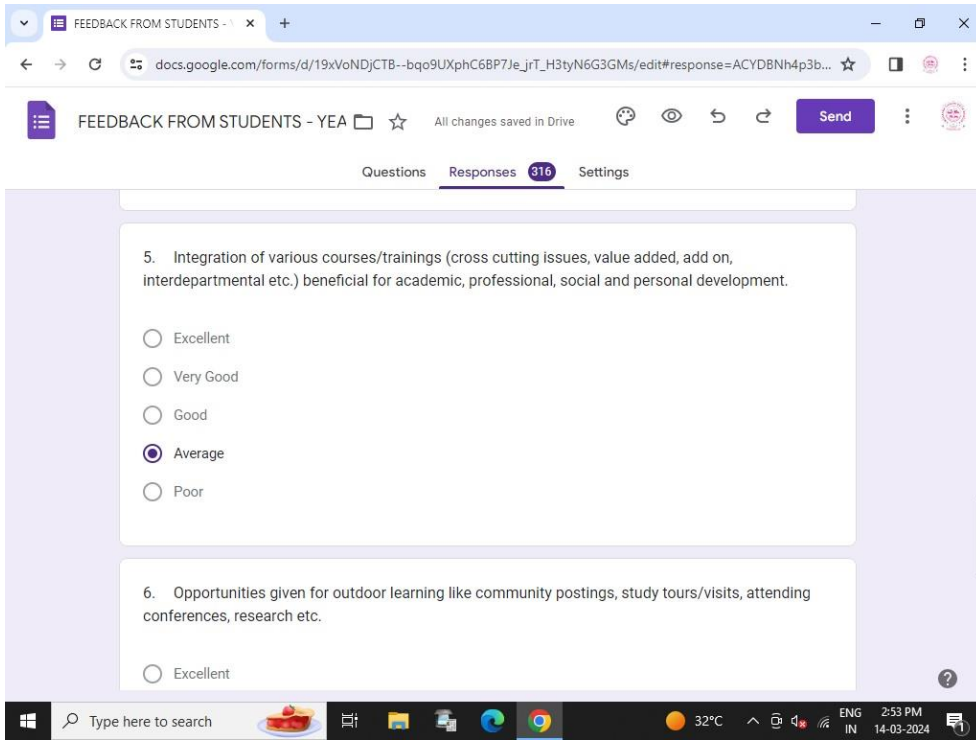 FEEDBACK FROM STUDENTS -
docs.google.com/forms/d/19xVoNDjCTB--bqo9UXphC6BP7Je_jrT_H3tyN6G3GMs/edit#response=ACYDBNh4p3b...
FEEDBACK FROM STUDENTS - YEA
All changes saved in Drive
Send
Questions Responses 316 Settings
5. Integration of various courses/trainings (cross cutting issues, value added, add on,
interdepartmental etc.) beneficial for academic, professional, social and personal development.
Excellent
Very Good
Good
Average
Poor
6. Opportunities given for outdoor learning like community postings, study tours/visits, attending
conferences, research etc.
Excellent
Type here to search
32°C
ENG
IN
2:53 PM
14-03-2024
1